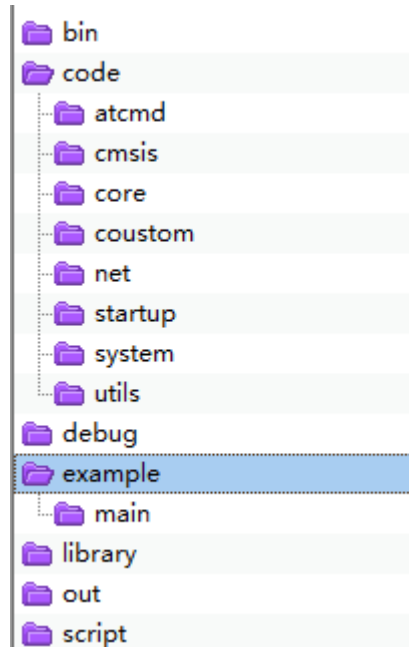 bin
code
atcmd
cmsis
core
coustom
net
startup
system
utils
debug
example
main
library
out
script